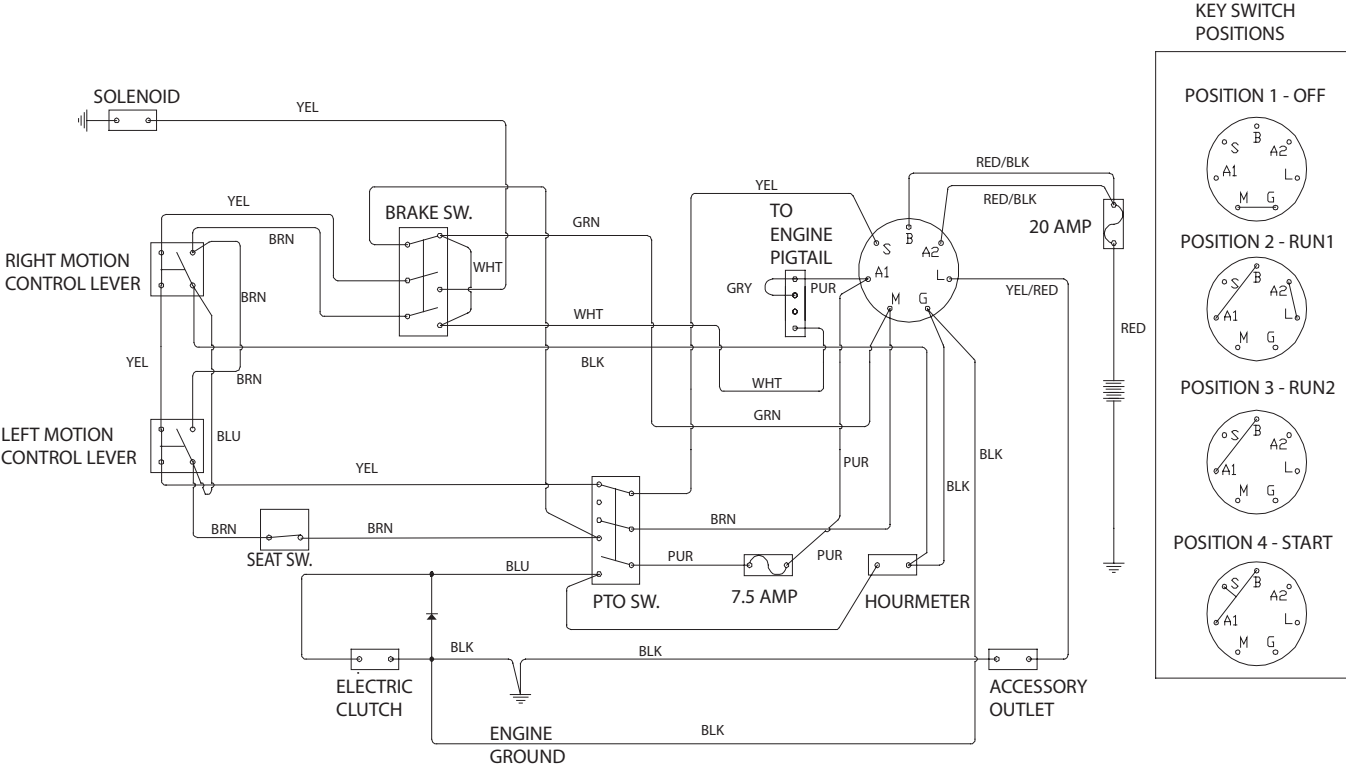 KEY SWITCH
POSITIONS
SOLENOID
YEL
POSITION 1 - OFF
S B A2
A1 L
M G
RED/BLK
YEL
RED/BLK
YEL
BRAKE SW.
GRN
TO
ENGINE
PIGTAIL
20 AMP
BRN
RIGHT MOTION
CONTROL LEVER
WHT
S B A2
A1 L
M G
POSITION 2 - RUN1
S B A2
A1 L
M G
GRY
PUR
YEL/RED
BRN
WHT
RED
YEL
BLK
BRN
WHT
POSITION 3 - RUN2
S B A2
A1 L
M G
GRN
LEFT MOTION
CONTROL LEVER
BLU
YEL
PUR
BLK
BLK
BRN
BRN
BRN
SEAT SW.
PUR
PUR
BLU
POSITION 4 - START
S B A2
A1 L
M G
PTO SW.
7.5 AMP
HOURMETER
BLK
BLK
ELECTRIC
CLUTCH
ACCESSORY
OUTLET
ENGINE
GROUND
BLK